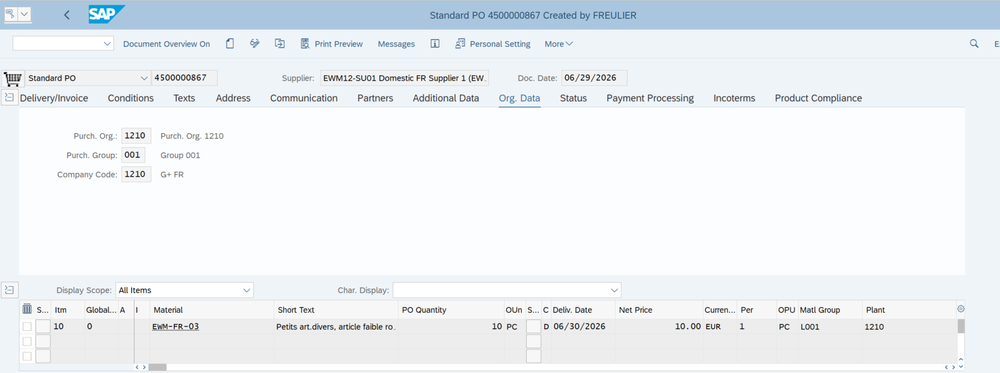 SAP
Standard PO 4500000867 Created by FREULIER
Document Overview On Print Preview Messages Personal Setting More
Standard PO 4500000867 Supplier: EWM12-SU01 Domestic FR Supplier 1 (EW. Doc. Date: 06/29/2026
Delivery/Invoice Conditions Texts Address Communication Partners Additional Data Org. Data Status Payment Processing Incoterms Product Compliance
Purch. Org.: 1210 Purch. Org. 1210
Purch. Group: 001 Group 001
Company Code: 1210 G+ FR
Display Scope: All Items Char. Display:
S... Itm Global... A I Material Short Text PO Quantity OUn S... C Deliv. Date Net Price Curren... Per OPU Matl Group Plant
10 0 EWM-FR-03 Petits art.divers, article faible ro.. 10 PC D 06/30/2026 10.00 EUR 1 PC L001 1210